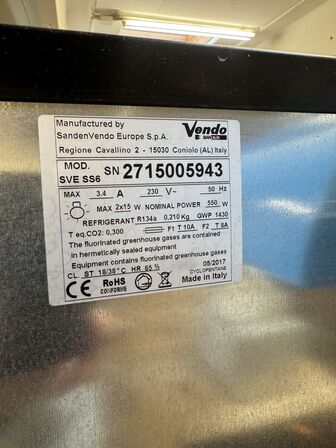 Manufactured by
SandenVendo Europe S.p.A.
Vendo
SANDEN
Regione Cavallino 2 - 15030 Coniolo (AL) Italy
MOD. SN 2715005943
SVE SS6
MAX 3.4 A 230 V~ 50 Hz
MAX 2x15 W NOMINAL POWER 550 W
REFRIGERANT R134a 0,210 Kg GWP 1430
T eq CO2: 0,300 F1 T 10A F2 T 8A
The fluorinated greenhouse gases are contained
in hermetically sealed equipment
Equipment contains fluorinated greenhouse gases
CL. ST 18/38°C HR 65 %
05/2017
CYCLOPENTANE
CE RoHS
CONFORME
Made in Italy